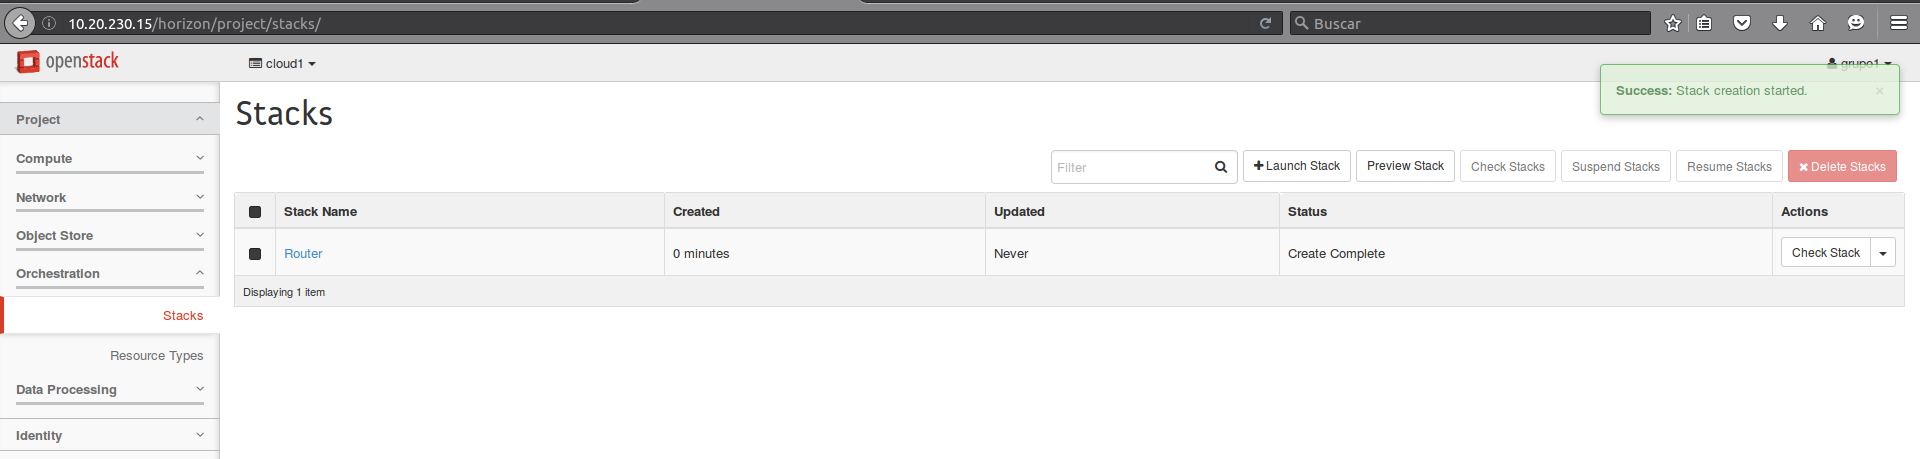 10.20.230.15/horizon/project/stacks/
Buscar
openstack
cloud1
grupo1
Success: Stack creation started.
×
Project
Compute
Network
Object Store
Orchestration
Stacks
Resource Types
Data Processing
Identity
Stacks
Filter
Launch Stack
Preview Stack
Check Stacks
Suspend Stacks
Resume Stacks
Delete Stacks
Stack Name Created Updated Status Actions
Router 0 minutes Never Create Complete Check Stack
Displaying 1 item